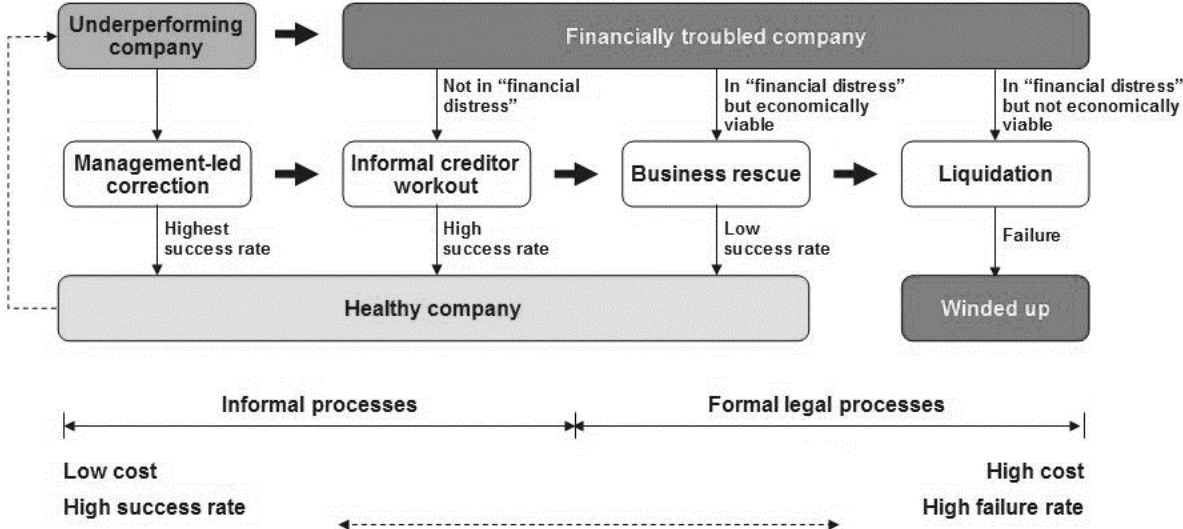 Underperforming
company
Financially troubled company
Not in “financial
distress”
In “financial distress”
but economically
viable
In “financial distress”
but not economically
viable
Management-led
correction
Informal creditor
workout
Business rescue
Liquidation
Highest
success rate
High
success rate
Low
success rate
Failure
Healthy company
Winded up
Informal processes
Formal legal processes
Low cost
High cost
High success rate
High failure rate